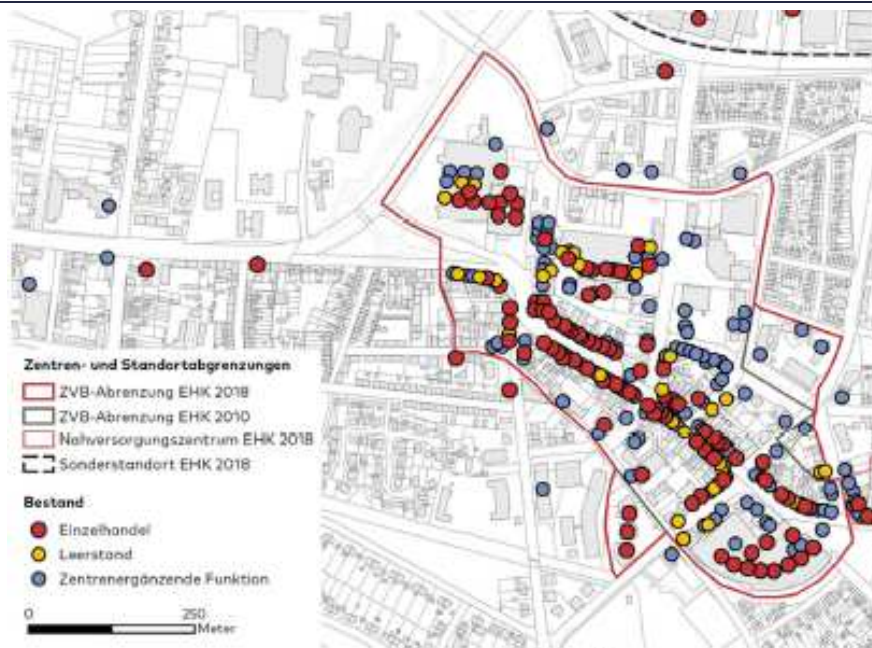 Zentren- und Standortabgrenzungen
ZVB-Abrenzung EHK 2018
ZVB-Abrenzung EHK 2010
Nahversorgungszentrum EHK 2018
Sonderstandort EHK 2018
Bestand
Einzelhandel
Leerstand
Zentrenergänzende Funktion
0 250
Meter